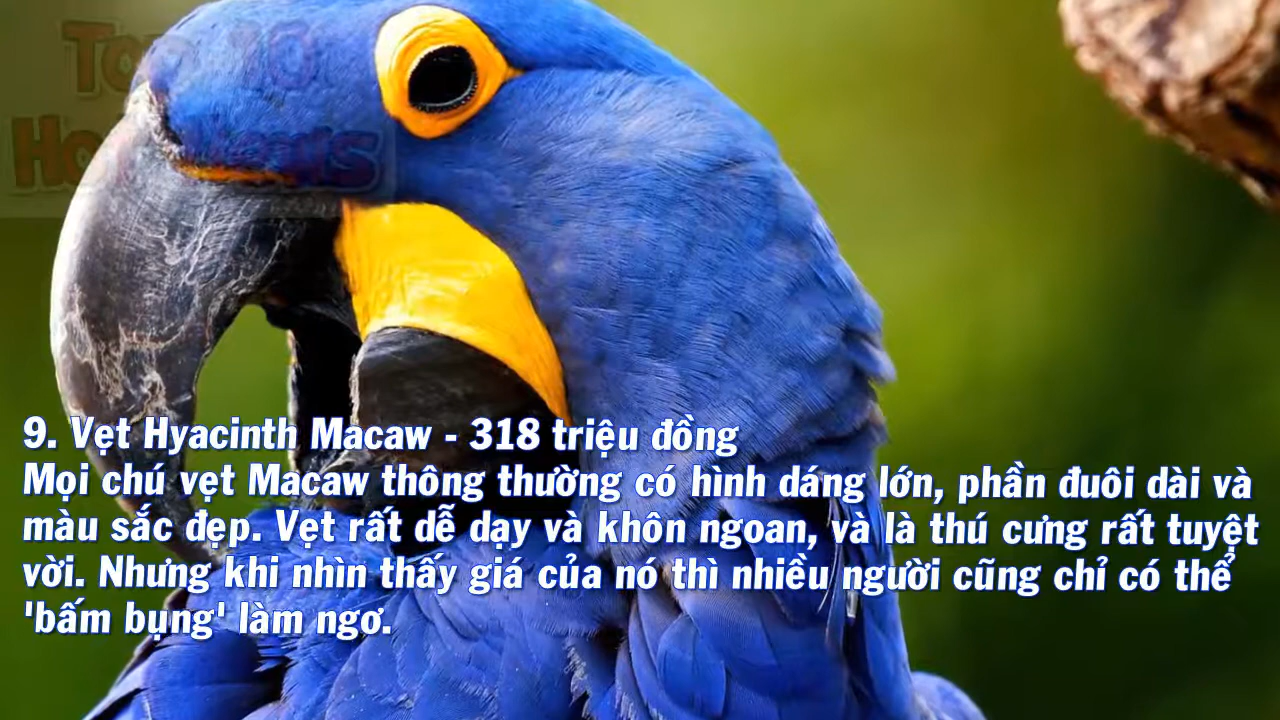 Top 10
9. Vẹt Hyacinth Macaw - 318 triệu đồng
Mọi chú vẹt Macaw thông thường có hình dáng lớn, phần đuôi dài và
màu sắc đẹp. Vẹt rất dễ dạy và khôn ngoan, và là thú cưng rất tuyệt
vời. Nhưng khi nhìn thấy giá của nó thì nhiều người cũng chỉ có thể
'bấm bụng' làm ngơ.